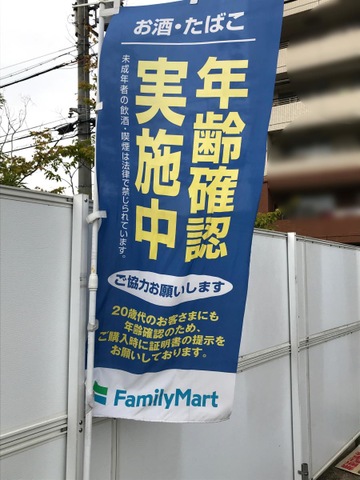 お酒・たばこ
年齢確認
実施中
未成年者の飲酒・喫煙は法律で禁じられています。
ご協力お願いします
20歳代のお客さまにも
年齢確認のため、
ご購入時に証明書の提示を
お願いしております。
FamilyMart